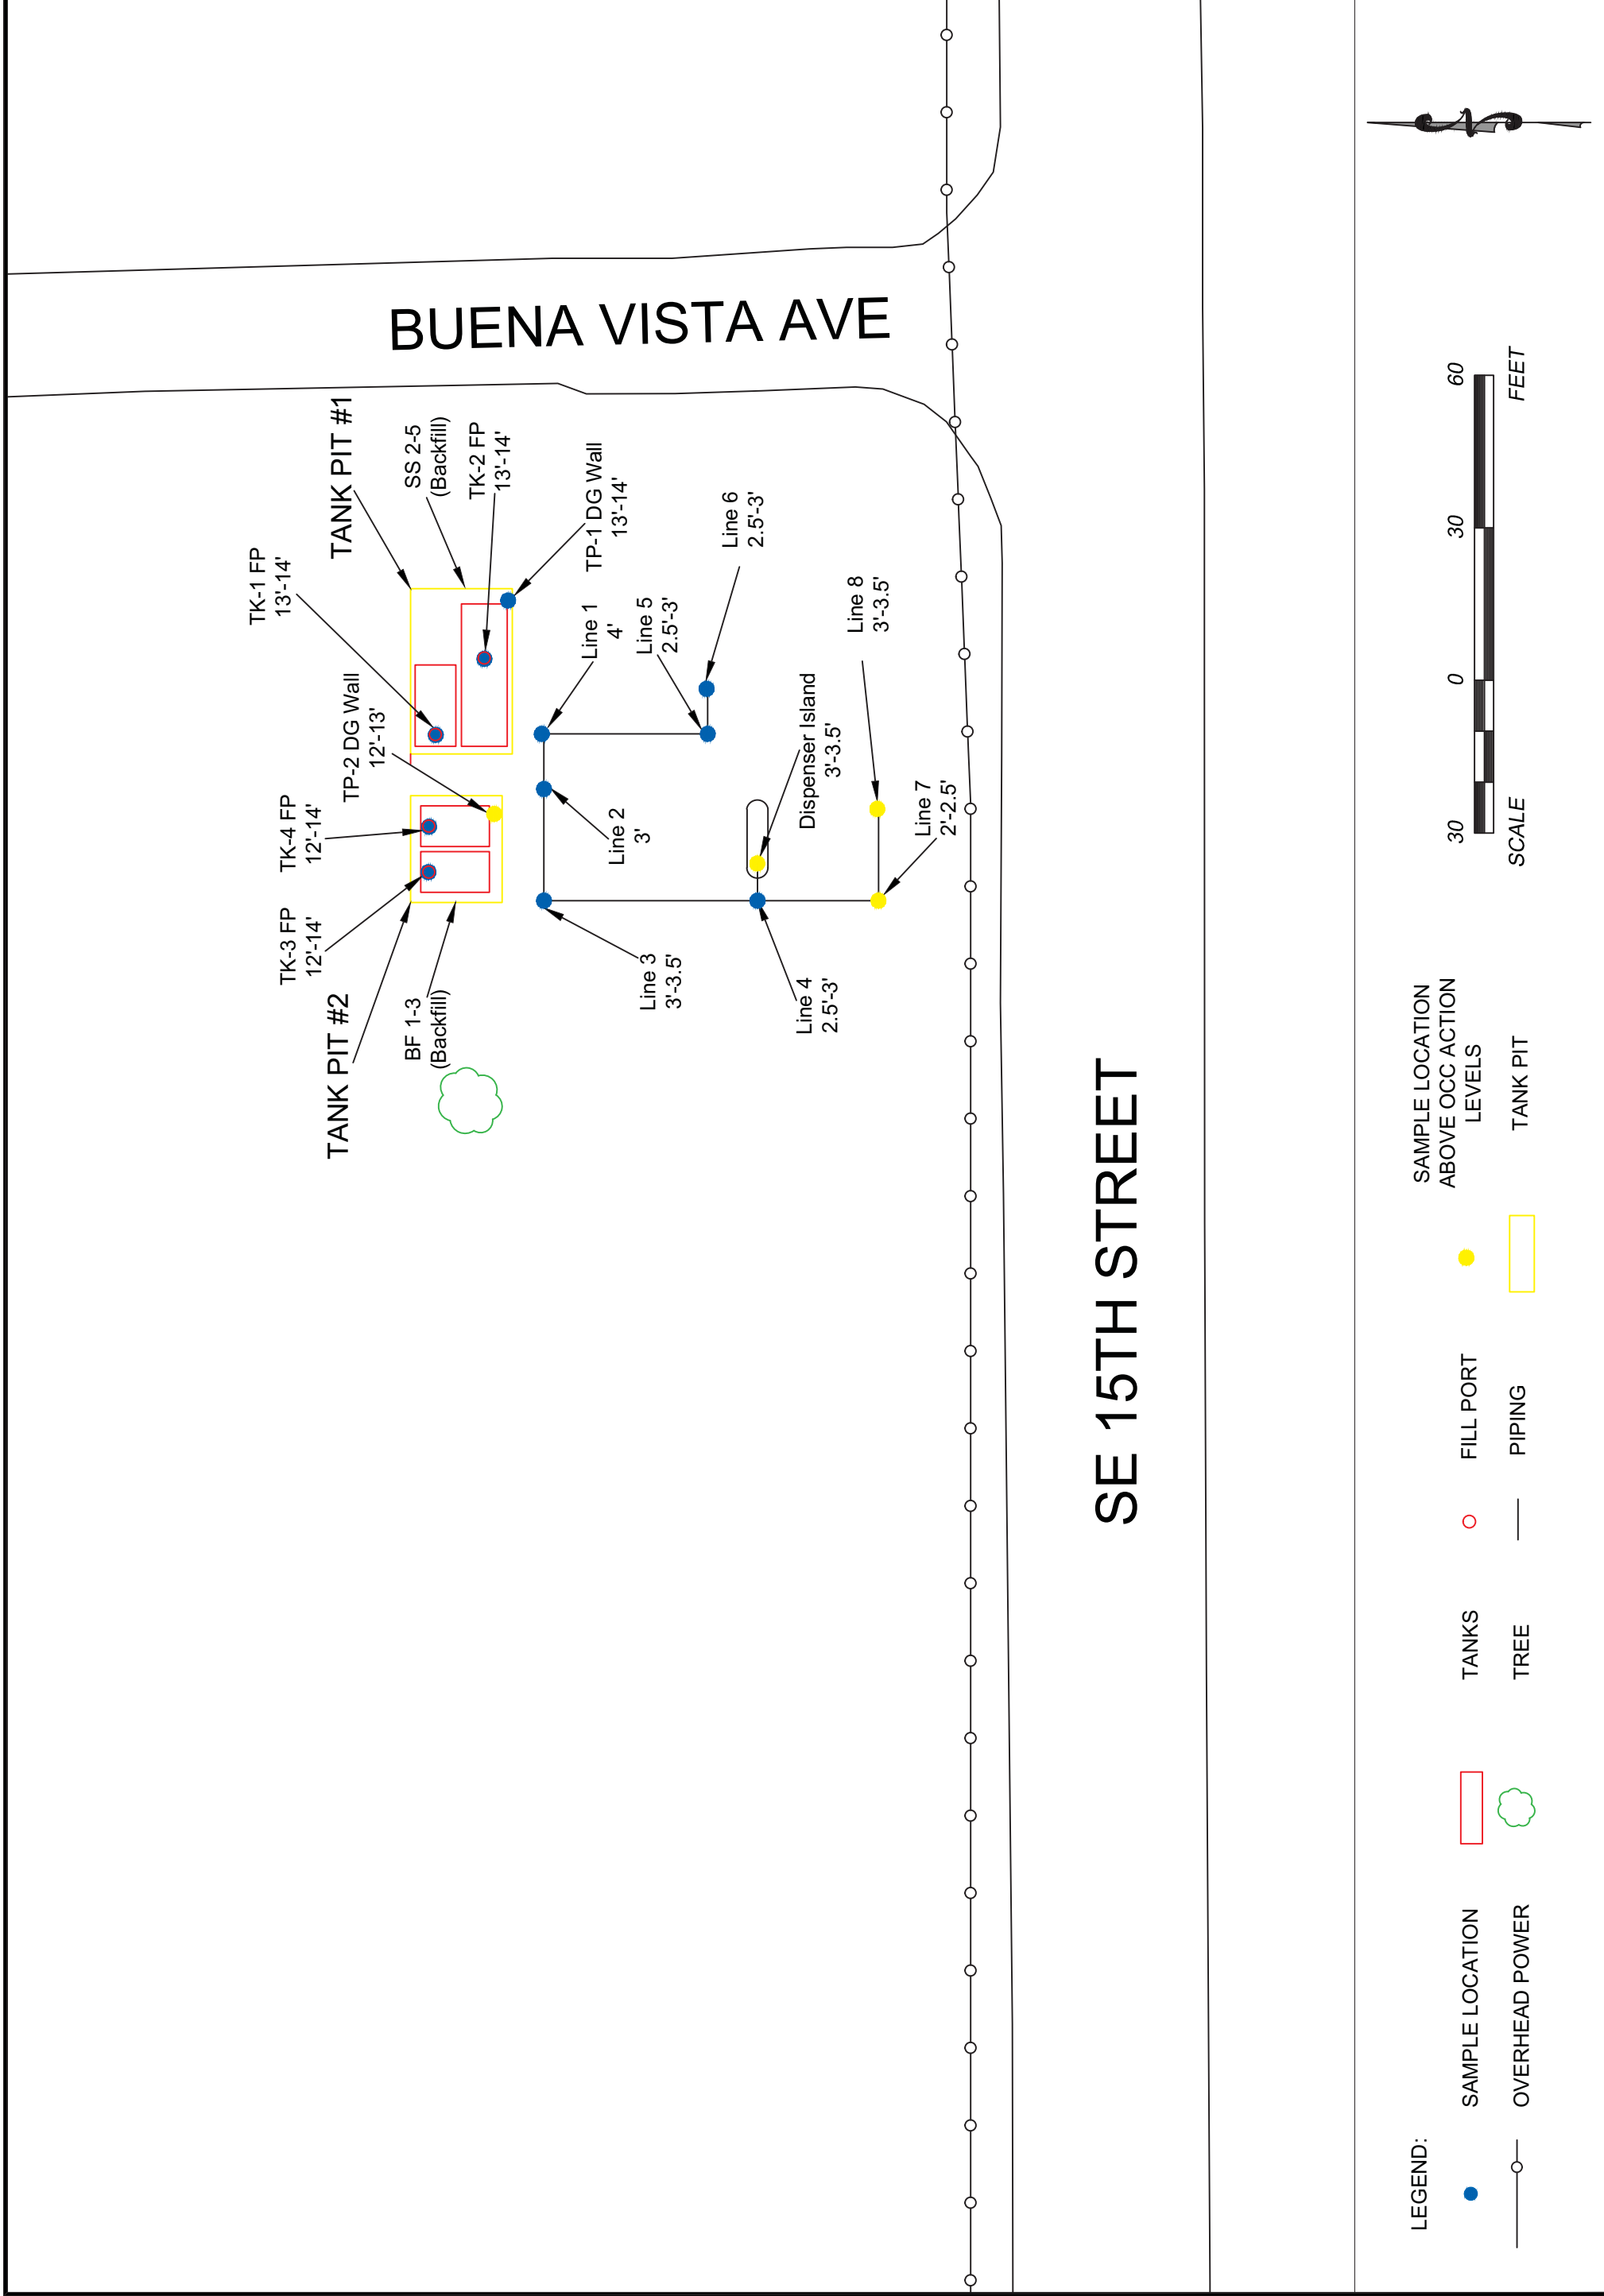 BUENA VISTA AVE
TANK PIT #1
SS 2-5
(Backfill)
TK-2 FP
13'-14'
TP-1 DG Wall
13'-14'
TK-1 FP
13'-14'
TP-2 DG Wall
12'-13'
TK-4 FP
12'-14'
TK-3 FP
12'-14'
TANK PIT #2
BF 1-3
(Backfill)
Line 1
4'
Line 2
3'
Line 3
3'-3.5'
Line 4
2.5'-3'
Line 5
2.5'-3'
Line 6
2.5'-3'
Dispenser Island
3'-3.5'
Line 7
2'-2.5'
Line 8
3'-3.5'
SE 15TH STREET
LEGEND:
SAMPLE LOCATION
TANKS
FILL PORT
SAMPLE LOCATION
ABOVE OCC ACTION
LEVELS
OVERHEAD POWER
TREE
PIPING
TANK PIT
30 0 30 60
SCALE FEET
N